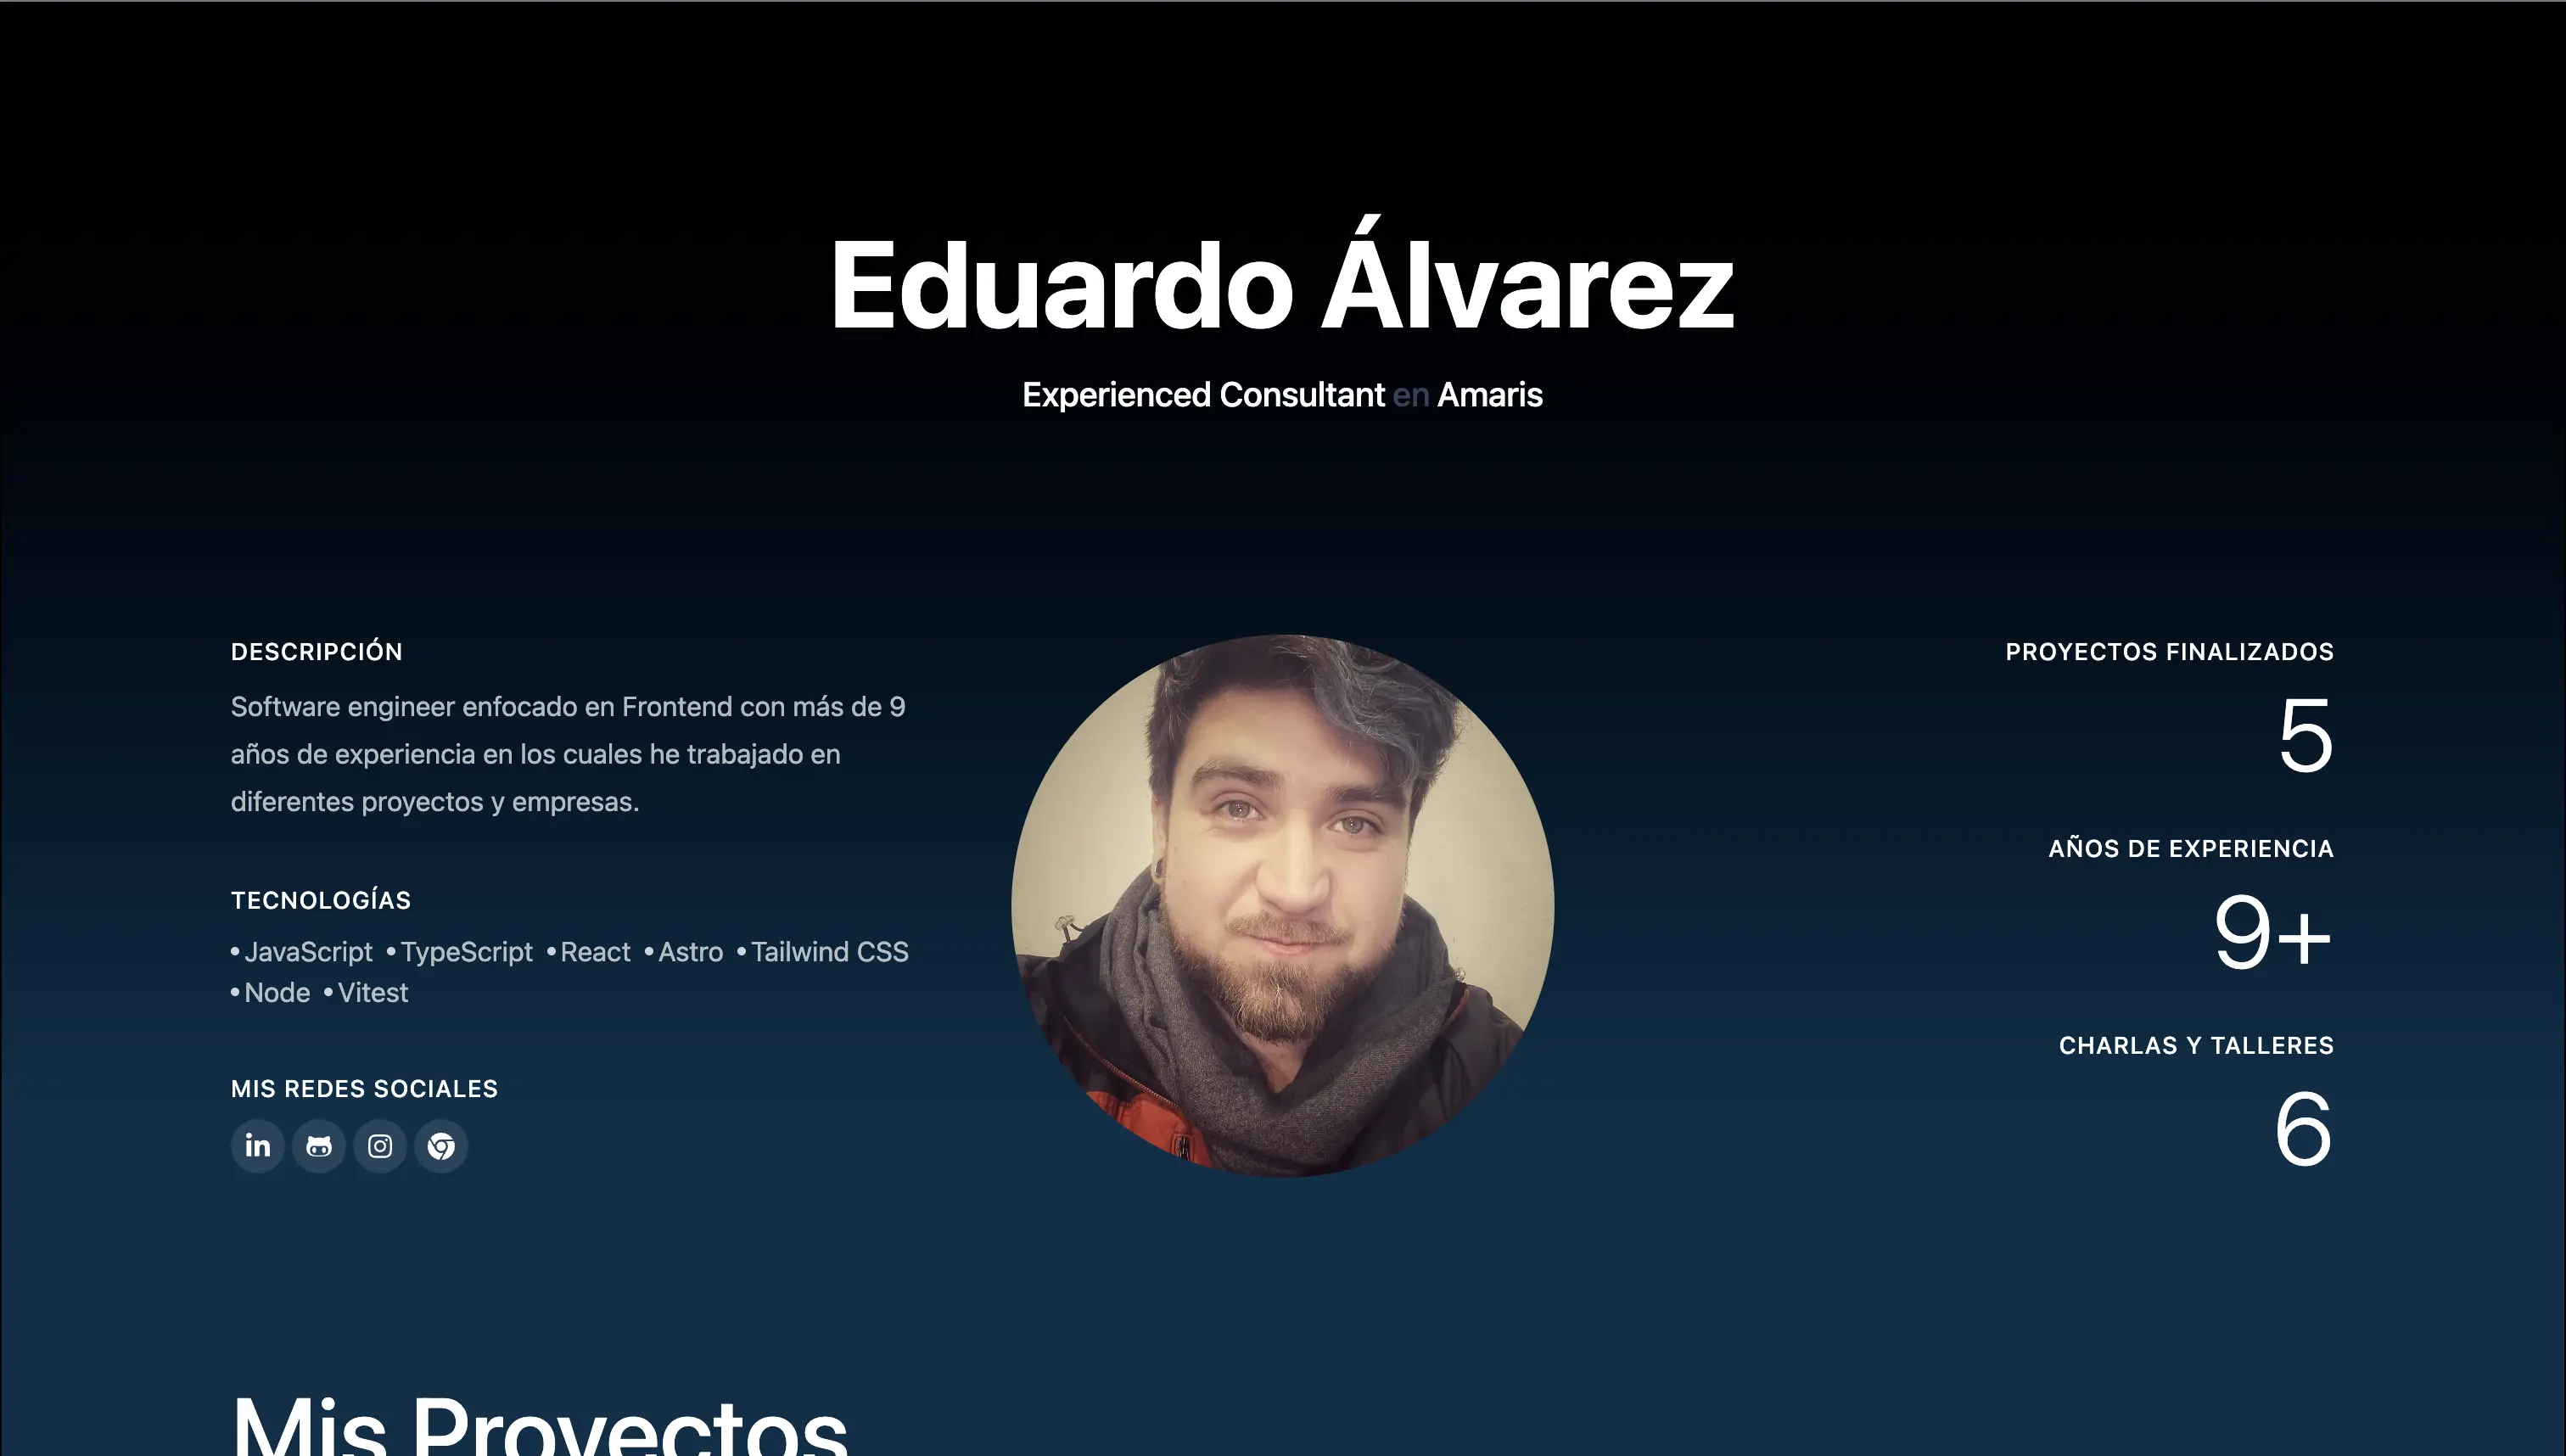 Eduardo Álvarez
Experienced Consultant en Amaris
DESCRIPCIÓN
Software engineer enfocado en Frontend con más de 9
años de experiencia en los cuales he trabajado en
diferentes proyectos y empresas.
TECNOLOGÍAS
•JavaScript •TypeScript •React •Astro •Tailwind CSS
•Node •Vitest
MIS REDES SOCIALES
in
PROYECTOS FINALIZADOS
5
AÑOS DE EXPERIENCIA
9+
CHARLAS Y TALLERES
6
Mis Proyectos